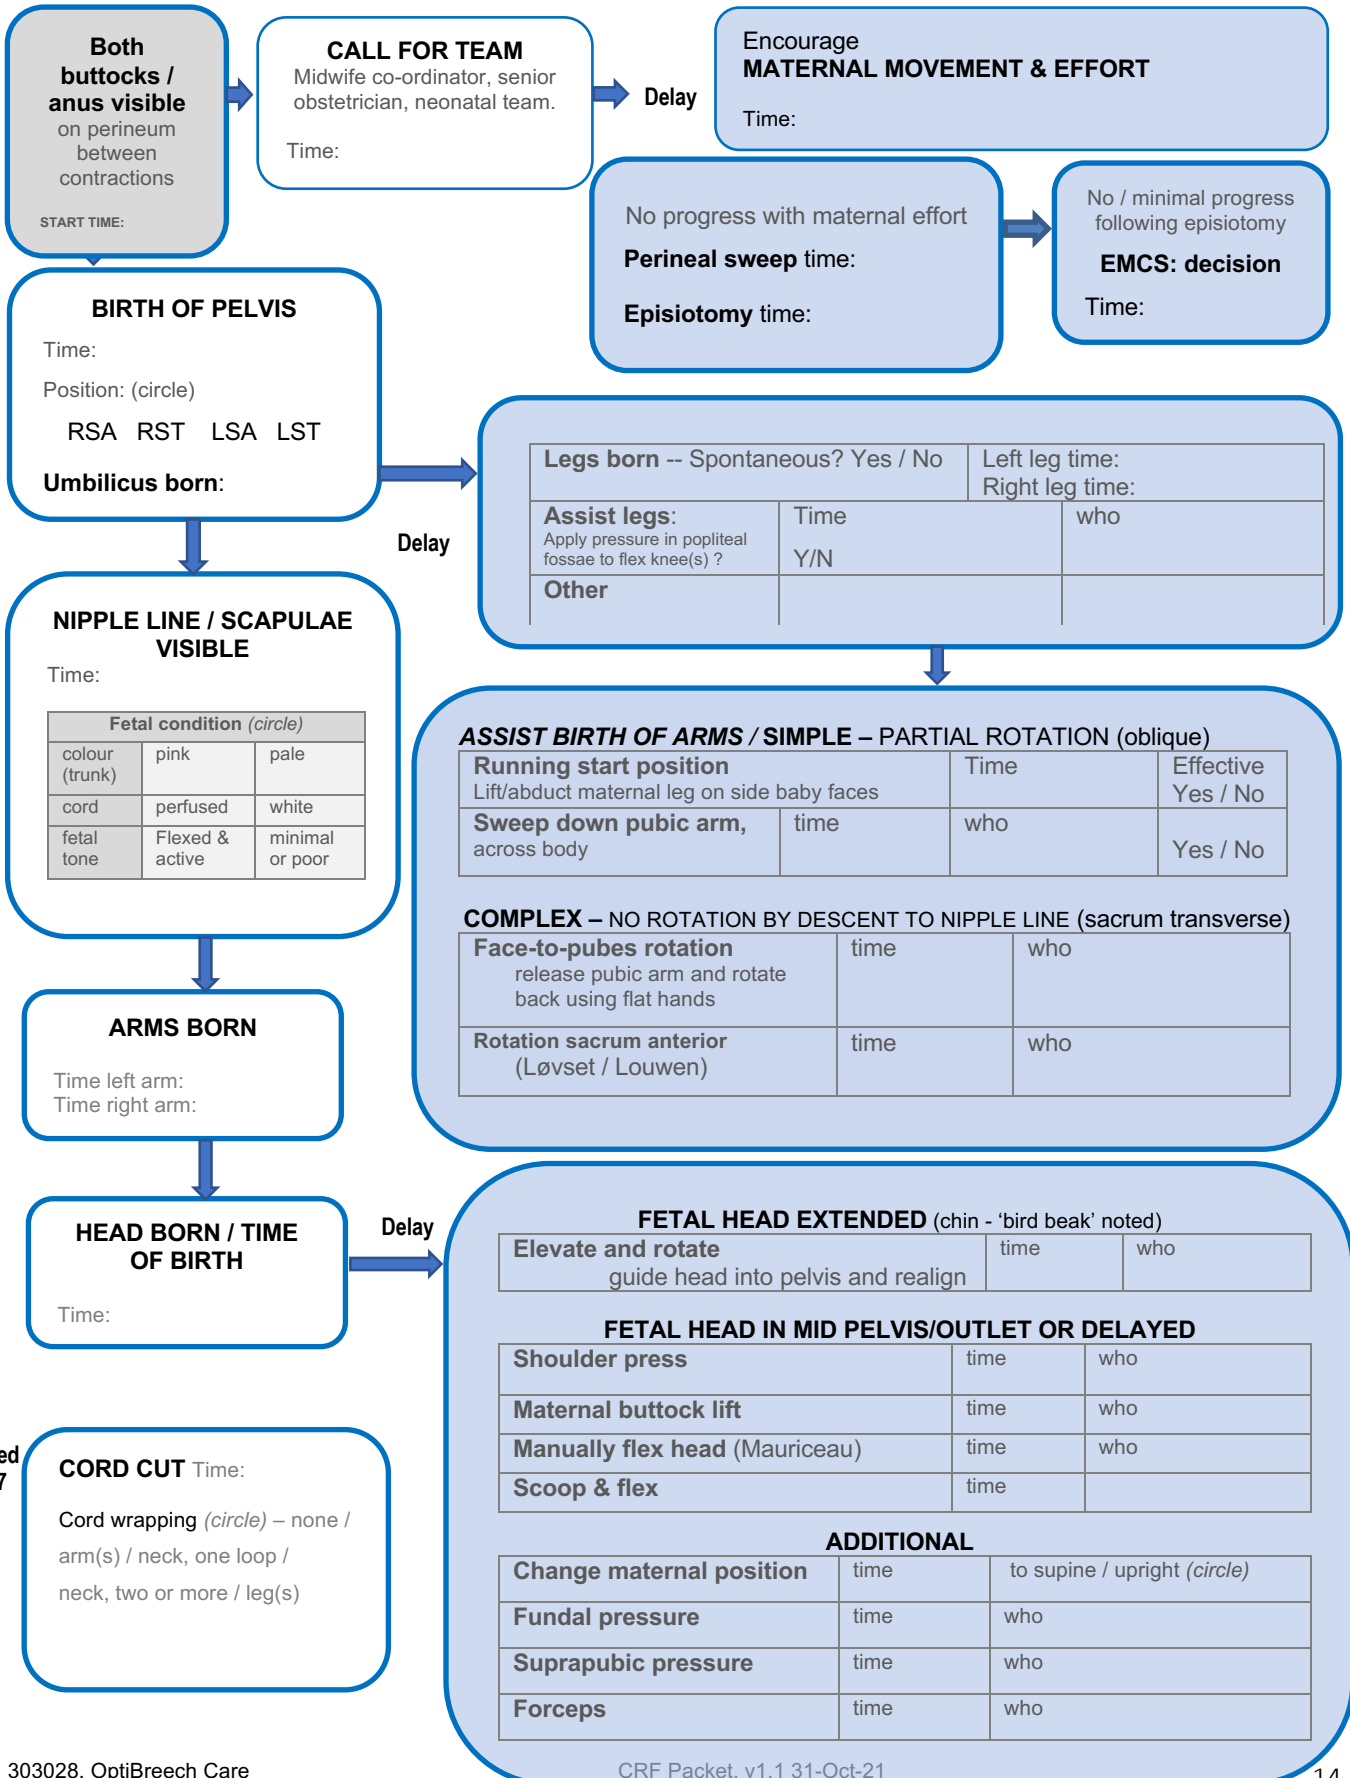 Both
buttocks /
anus visible
on perineum
between
contractions
START TIME:
CALL FOR TEAM
Midwife co-ordinator, senior
obstetrician, neonatal team.
Time:
Delay
Encourage
MATERNAL MOVEMENT & EFFORT
Time:
No progress with maternal effort
Perineal sweep time:
Episiotomy time:
No / minimal progress
following episiotomy
EMCS: decision
Time:
BIRTH OF PELVIS
Time:
Position: (circle)
RSA RST LSA LST
Umbilicus born:
Delay
Legs born -- Spontaneous? Yes / No
Left leg time:
Right leg time:
Assist legs:
Apply pressure in popliteal
fossae to flex knee(s) ?
Time
Y/N
who
Other
NIPPLE LINE / SCAPULAE
VISIBLE
Time:
Fetal condition (circle)
colour
(trunk)
pink
pale
cord
perfused
white
fetal
tone
Flexed &
active
minimal
or poor
ASSIST BIRTH OF ARMS / SIMPLE – PARTIAL ROTATION (oblique)
Running start position
Lift/abduct maternal leg on side baby faces
Time
Effective
Yes / No
Sweep down pubic arm,
across body
time
who
Yes / No
COMPLEX – NO ROTATION BY DESCENT TO NIPPLE LINE (sacrum transverse)
Face-to-pubes rotation
release pubic arm and rotate
back using flat hands
time
who
Rotation sacrum anterior
(Løvset / Louwen)
time
who
ARMS BORN
Time left arm:
Time right arm:
HEAD BORN / TIME
OF BIRTH
Time:
Delay
FETAL HEAD EXTENDED (chin - ‘bird beak’ noted)
Elevate and rotate
guide head into pelvis and realign
time
who
FETAL HEAD IN MID PELVIS/OUTLET OR DELAYED
Shoulder press
time
who
Maternal buttock lift
time
who
Manually flex head (Mauriceau)
time
who
Scoop & flex
time
ADDITIONAL
Change maternal position
time
to supine / upright (circle)
Fundal pressure
time
who
Suprapubic pressure
time
who
Forceps
time
who
ed
7
CORD CUT Time:
Cord wrapping (circle) – none /
arm(s) / neck, one loop /
neck, two or more / leg(s)
303028. OptiBreech Care
CRF Packet. v1.1 31-Oct-21
14